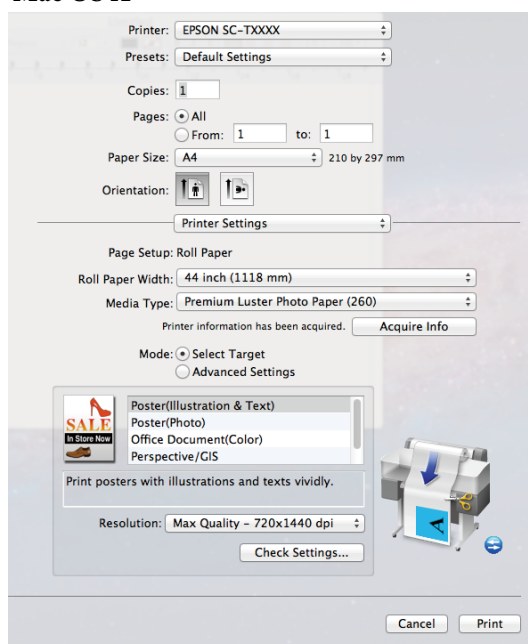 Printer: EPSON SC-TXXXX
Presets: Default Settings
Copies: 1
Pages: All
From: 1 to: 1
Paper Size: A4 210 by 297 mm
Orientation:
Printer Settings
Page Setup: Roll Paper
Roll Paper Width: 44 inch (1118 mm)
Media Type: Premium Luster Photo Paper (260)
Printer information has been acquired. Acquire Info
Mode: Select Target
Advanced Settings
SALE
In Store Now
Poster(Illustration & Text)
Poster(Photo)
Office Document(Color)
Perspective/GIS
Print posters with illustrations and texts vividly.
A
Resolution: Max Quality - 720x1440 dpi
Check Settings...
Cancel Print